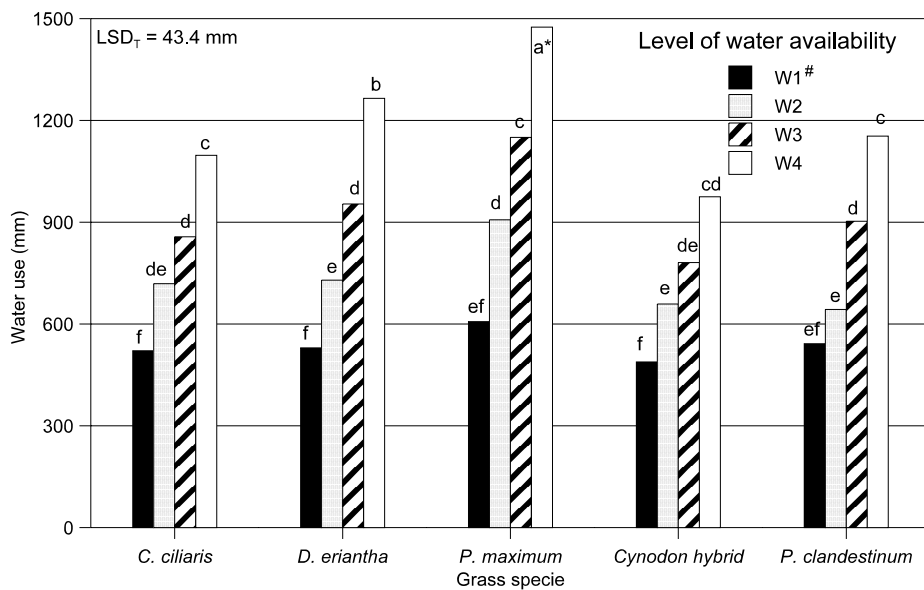 LSD_T = 43.4 mm
Level of water availability
W1#
W2
W3
W4
Water use (mm)
1500
1200
900
600
300
0
f de d c
f e d b
ef d c a*
f e de cd
ef e d c
C. ciliaris D. eriantha P. maximum Cynodon hybrid P. clandestinum
Grass specie